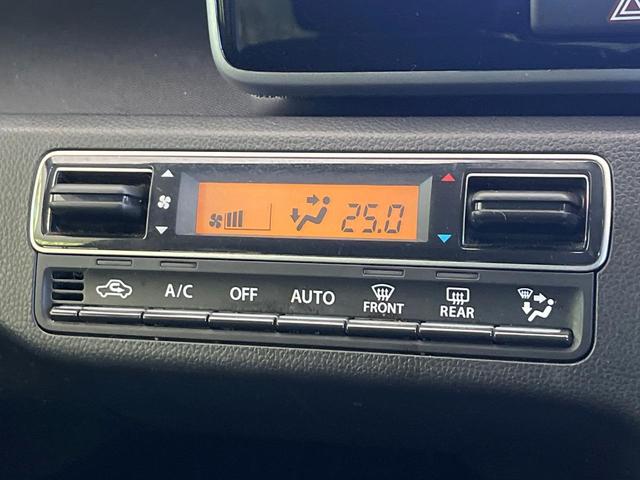 25.0
A/C OFF AUTO FRONT REAR